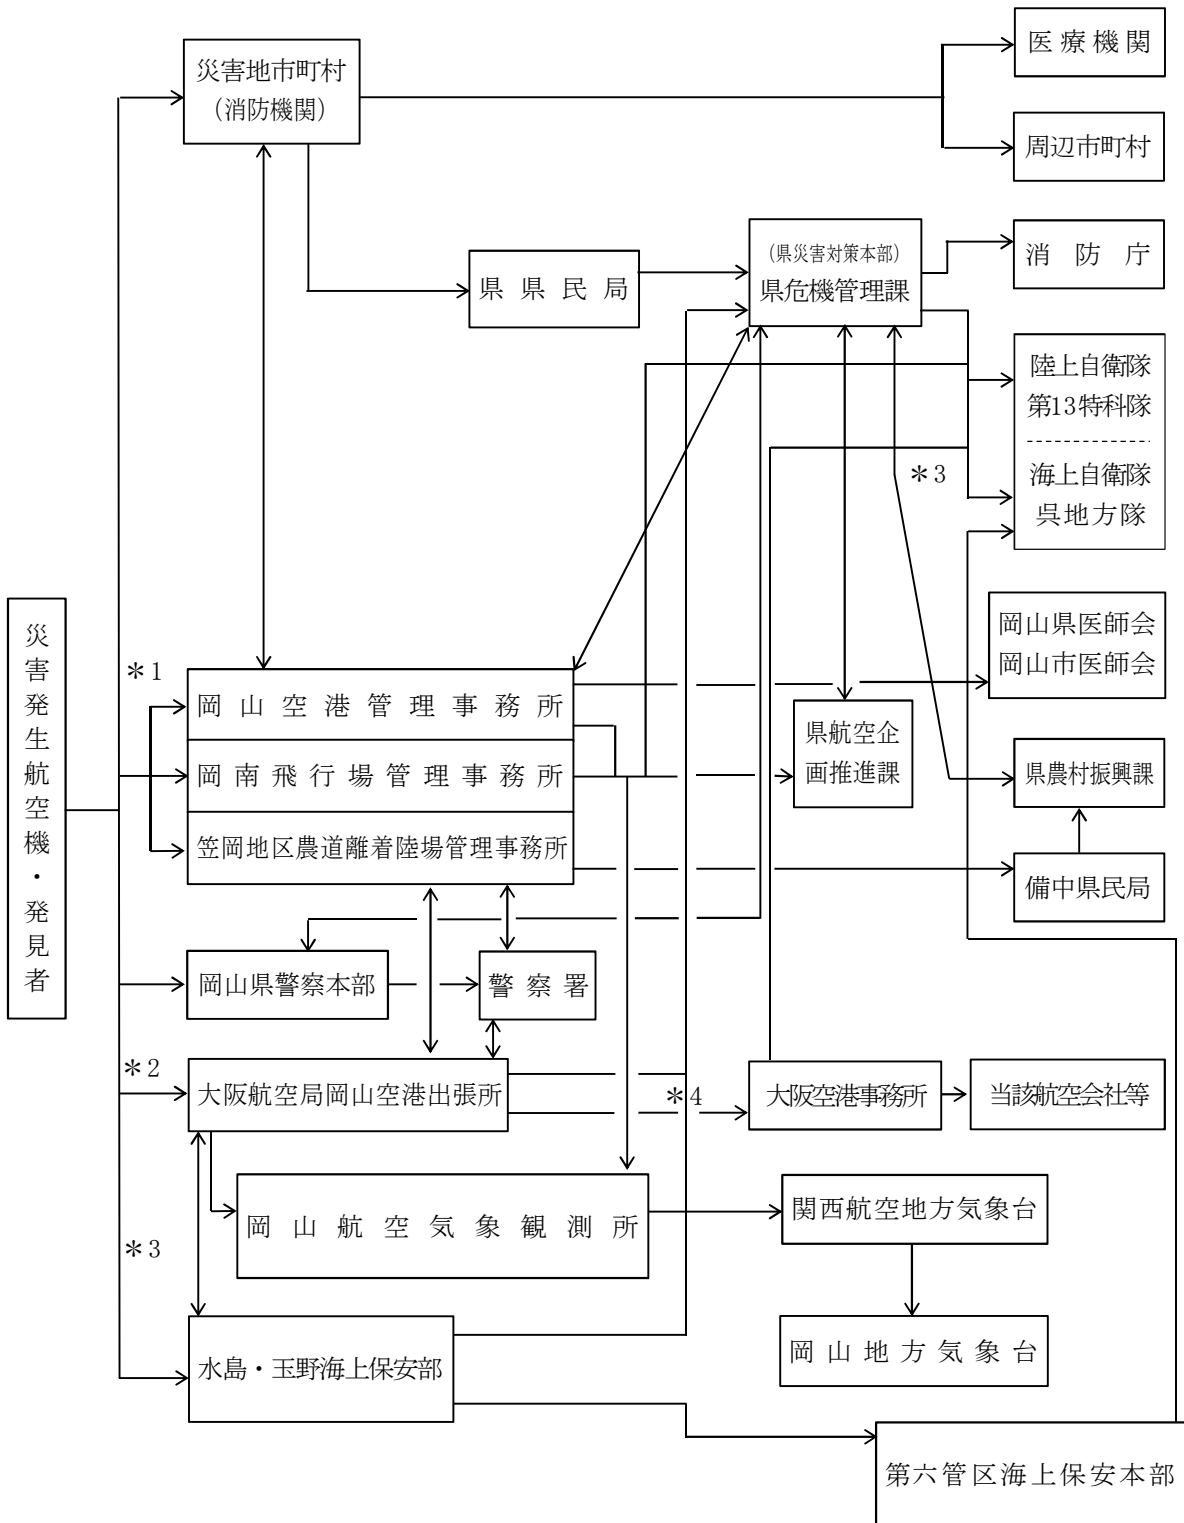 医療機関
災害地市町村
（消防機関）
周辺市町村
（県災害対策本部）
県危機管理課
消防庁
県県民局
陸上自衛隊
第13特科隊
海上自衛隊
呉地方隊
＊3
災害発生航空機・発見者
岡山県医師会
岡山市医師会
＊1
岡山空港管理事務所
県航空企
画推進課
岡南飛行場管理事務所
県農村振興課
笠岡地区農道離着陸場管理事務所
備中県民局
岡山県警察本部
警察署
＊2
大阪航空局岡山空港出張所
＊4
大阪空港事務所
当該航空会社等
関西航空地方気象台
岡山航空気象観測所
＊3
岡山地方気象台
水島・玉野海上保安部
第六管区海上保安本部